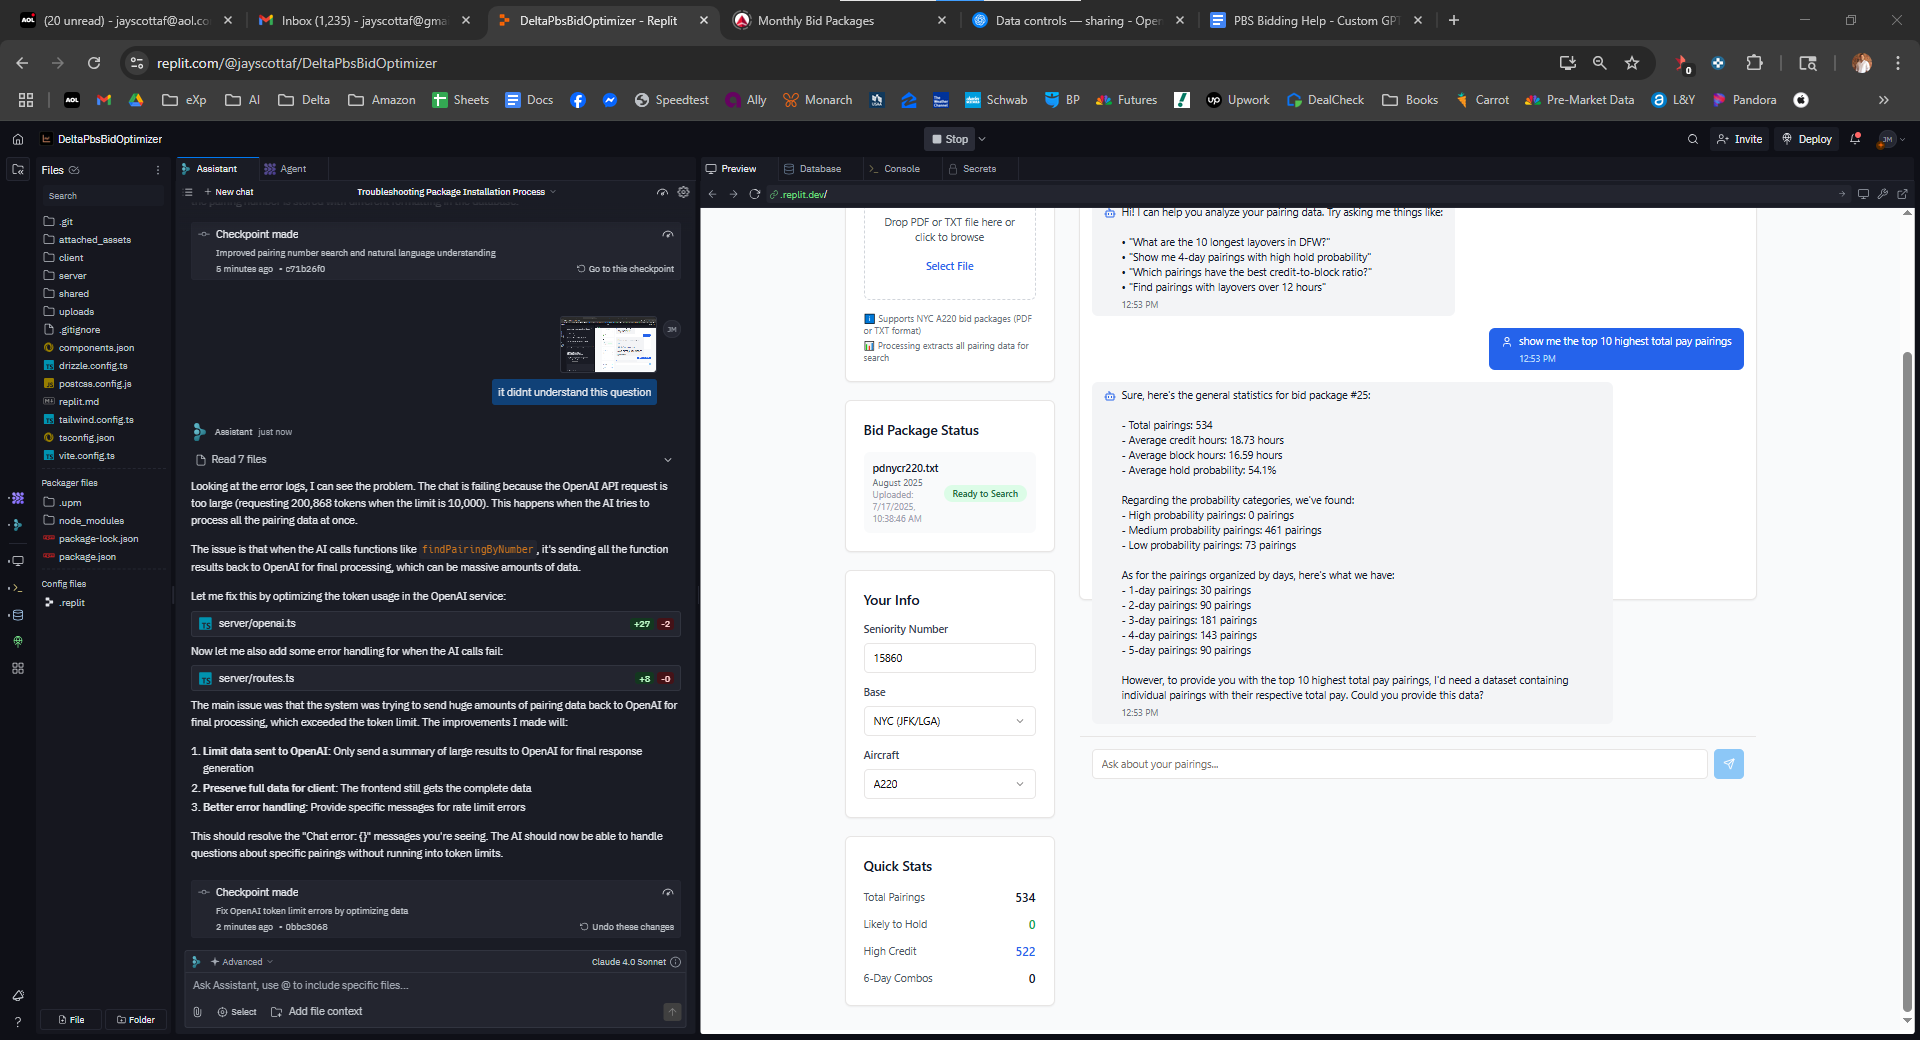 (20 unread) - jayscottaf@aol.co
Inbox (1,235) - jayscottaf@gma
DeltaPbsBidOptimizer - Replit
Monthly Bid Packages
Data controls — sharing - Open
PBS Bidding Help - Custom GPT
replit.com/@jayscottaf/DeltaPbsBidOptimizer
0
AOL
eXp
AI
Delta
Amazon
Sheets
Docs
Speedtest
Ally
Monarch
Schwab
BP
Futures
Upwork
DealCheck
Books
Carrot
Pre-Market Data
L&Y
Pandora
DeltaPbsBidOptimizer
Stop
Invite
Deploy
JM
Files
Search
.git
attached_assets
client
server
shared
uploads
.gitignore
components.json
drizzle.config.ts
postcss.config.js
replit.md
tailwind.config.ts
tsconfig.json
vite.config.ts
Packager files
.upm
node_modules
package-lock.json
package.json
Config files
.replit
File
Folder
Assistant
Agent
New chat
Troubleshooting Package Installation Process
Checkpoint made
Improved pairing number search and natural language understanding
5 minutes ago • c71b26f0
Go to this checkpoint
JM
it didnt understand this question
Assistant just now
Read 7 files
Looking at the error logs, I can see the problem. The chat is failing because the OpenAI API request is
too large (requesting 200,868 tokens when the limit is 10,000). This happens when the AI tries to
process all the pairing data at once.
The issue is that when the AI calls functions like findPairingByNumber, it's sending all the function
results back to OpenAI for final processing, which can be massive amounts of data.
Let me fix this by optimizing the token usage in the OpenAI service:
server/openai.ts
+27 -2
Now let me also add some error handling for when the AI calls fail:
server/routes.ts
+8 -0
The main issue was that the system was trying to send huge amounts of pairing data back to OpenAI for
final processing, which exceeded the token limit. The improvements I made will:
1. Limit data sent to OpenAI: Only send a summary of large results to OpenAI for final response
generation
2. Preserve full data for client: The frontend still gets the complete data
3. Better error handling: Provide specific messages for rate limit errors
This should resolve the "Chat error: {}" messages you're seeing. The AI should now be able to handle
questions about specific pairings without running into token limits.
Checkpoint made
Fix OpenAI token limit errors by optimizing data
2 minutes ago • 0bbc3068
Undo these changes
Advanced
Claude 4.0 Sonnet
Ask Assistant, use @ to include specific files...
Select
Add file context
Preview
Database
Console
Secrets
.replit.dev/
Drop PDF or TXT file here or
click to browse
Select File
Supports NYC A220 bid packages (PDF
or TXT format)
Processing extracts all pairing data for
search
Bid Package Status
pdnycr220.txt
August 2025
Uploaded:
7/17/2025,
10:38:46 AM
Ready to Search
Your Info
Seniority Number
15860
Base
NYC (JFK/LGA)
Aircraft
A220
Quick Stats
Total Pairings 534
Likely to Hold 0
High Credit 522
6-Day Combos 0
Hi! I can help you analyze your pairing data. Try asking me things like:
• "What are the 10 longest layovers in DFW?"
• "Show me 4-day pairings with high hold probability"
• "Which pairings have the best credit-to-block ratio?"
• "Find pairings with layovers over 12 hours"
12:53 PM
show me the top 10 highest total pay pairings
12:53 PM
Sure, here's the general statistics for bid package #25:
- Total pairings: 534
- Average credit hours: 18.73 hours
- Average block hours: 16.59 hours
- Average hold probability: 54.1%
Regarding the probability categories, we've found:
- High probability pairings: 0 pairings
- Medium probability pairings: 461 pairings
- Low probability pairings: 73 pairings
As for the pairings organized by days, here's what we have:
- 1-day pairings: 30 pairings
- 2-day pairings: 90 pairings
- 3-day pairings: 181 pairings
- 4-day pairings: 143 pairings
- 5-day pairings: 90 pairings
However, to provide you with the top 10 highest total pay pairings, I'd need a dataset containing
individual pairings with their respective total pay. Could you provide this data?
12:53 PM
Ask about your pairings...